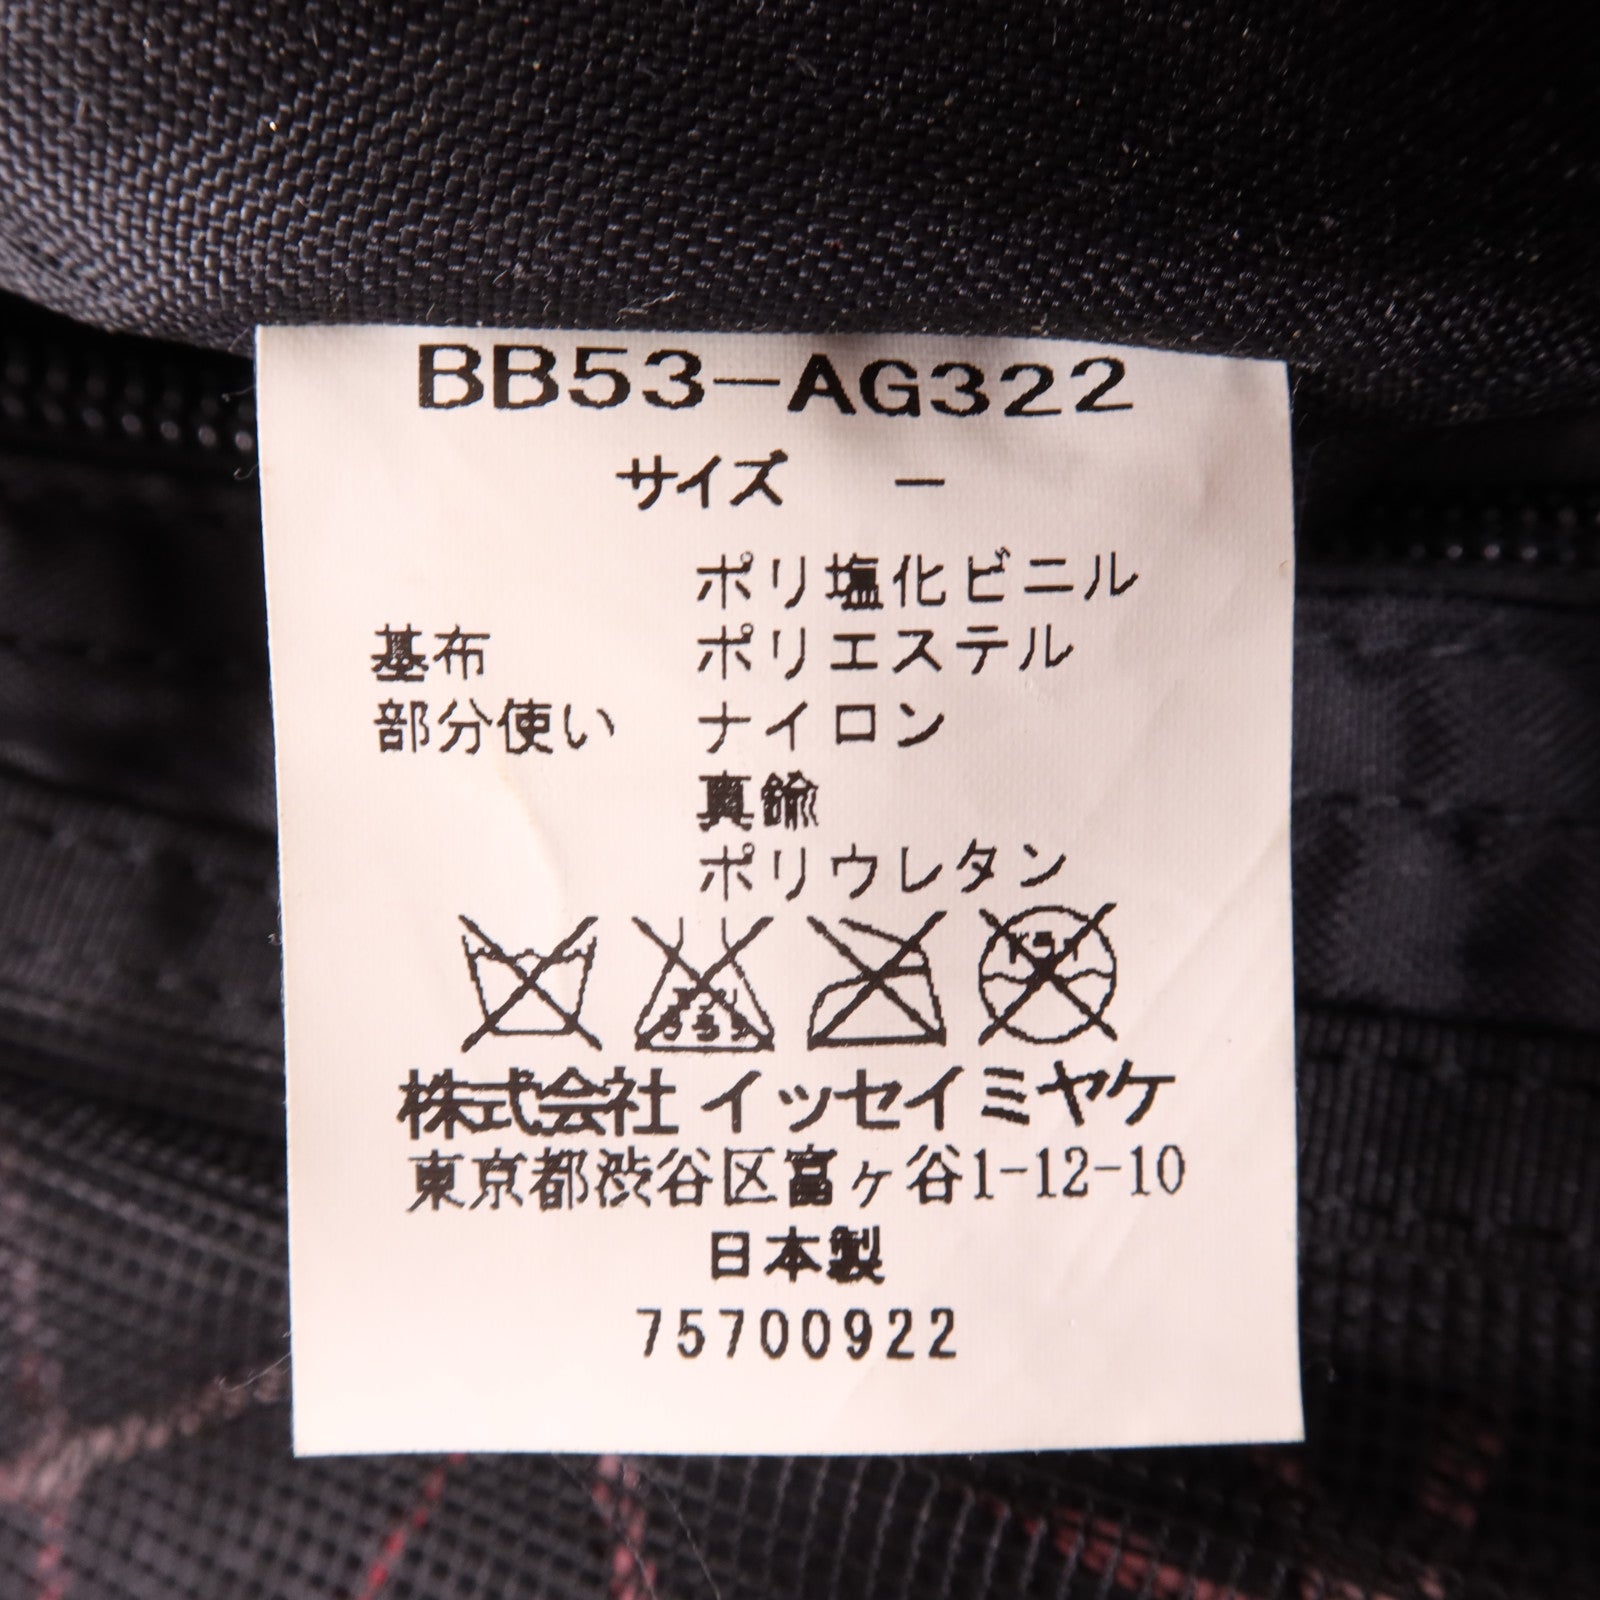 BB53-AG322
サイズ －
ポリ塩化ビニル
基布 ポリエステル
部分使い ナイロン
真鍮
ポリウレタン
株式会社 イッセイミヤケ
東京都渋谷区富ヶ谷1-12-10
日本製
75700922